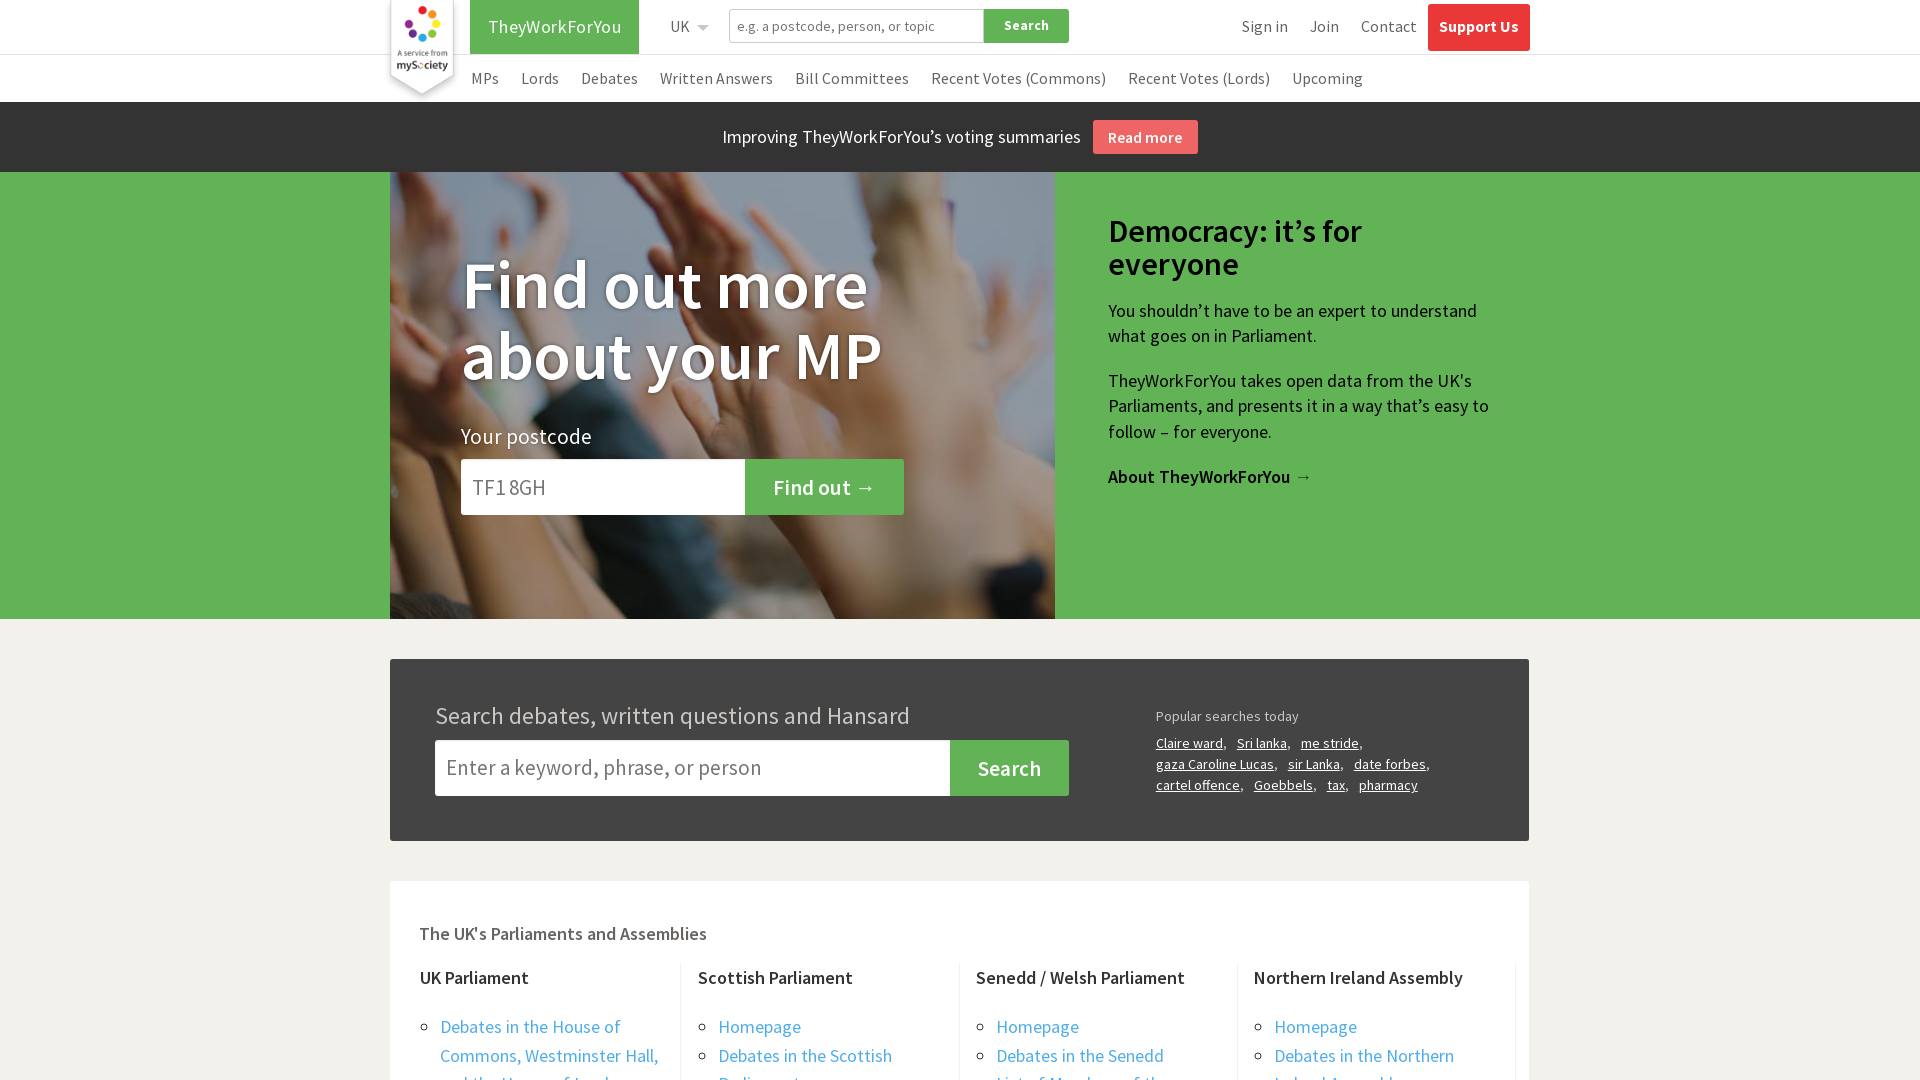 A service from
mySociety
TheyWorkForYou
UK
e.g. a postcode, person, or topic
Search
Sign in
Join
Contact
Support Us
MPs
Lords
Debates
Written Answers
Bill Committees
Recent Votes (Commons)
Recent Votes (Lords)
Upcoming
Improving TheyWorkForYou’s voting summaries
Read more
Find out more
about your MP
Your postcode
TF1 8GH
Find out →
Democracy: it’s for
everyone
You shouldn’t have to be an expert to understand
what goes on in Parliament.
TheyWorkForYou takes open data from the UK's
Parliaments, and presents it in a way that’s easy to
follow – for everyone.
About TheyWorkForYou →
Search debates, written questions and Hansard
Enter a keyword, phrase, or person
Search
Popular searches today
Claire ward, Sri lanka, me stride,
gaza Caroline Lucas, sir Lanka, date forbes,
cartel offence, Goebbels, tax, pharmacy
The UK's Parliaments and Assemblies
UK Parliament
Debates in the House of
Commons, Westminster Hall,
Scottish Parliament
Homepage
Debates in the Scottish
Senedd / Welsh Parliament
Homepage
Debates in the Senedd
Northern Ireland Assembly
Homepage
Debates in the Northern